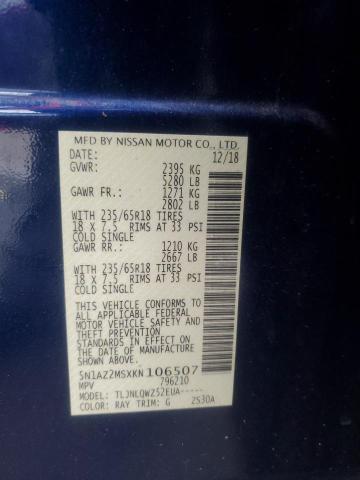 MFD BY NISSAN MOTOR CO., LTD.
DATE: 12/18
GVWR: 2395 KG
5280 LB
GAWR FR.: 1271 KG
2802 LB
WITH 235/65R18 TIRES
18 X 7.5 RIMS AT 33 PSI
COLD SINGLE
GAWR RR.: 1210 KG
2667 LB
WITH 235/65R18 TIRES
18 X 7.5 RIMS AT 33 PSI
COLD SINGLE
THIS VEHICLE CONFORMS TO
ALL APPLICABLE FEDERAL
MOTOR VEHICLE SAFETY
AND THEFT PREVENTION
STANDARDS IN EFFECT ON
THE DATE OF MANUFACTURE
SHOWN ABOVE.
5N1AZ2MSXKN106507
MPV 796210
MODEL: TLJNLQWZ52EUA-----
COLOR: RAY TRIM: G 2S30A